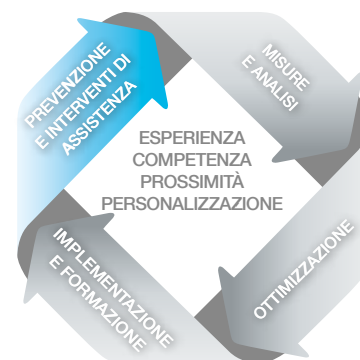 PREVENZIONE
E INTERVENTI DI
ASSISTENZA
MISURE
E ANALISI
ESPERIENZA
COMPETENZA
PROSSIMITÀ
PERSONALIZZAZIONE
IMPLEMENTAZIONE
E FORMAZIONE
OTTIMIZZAZIONE